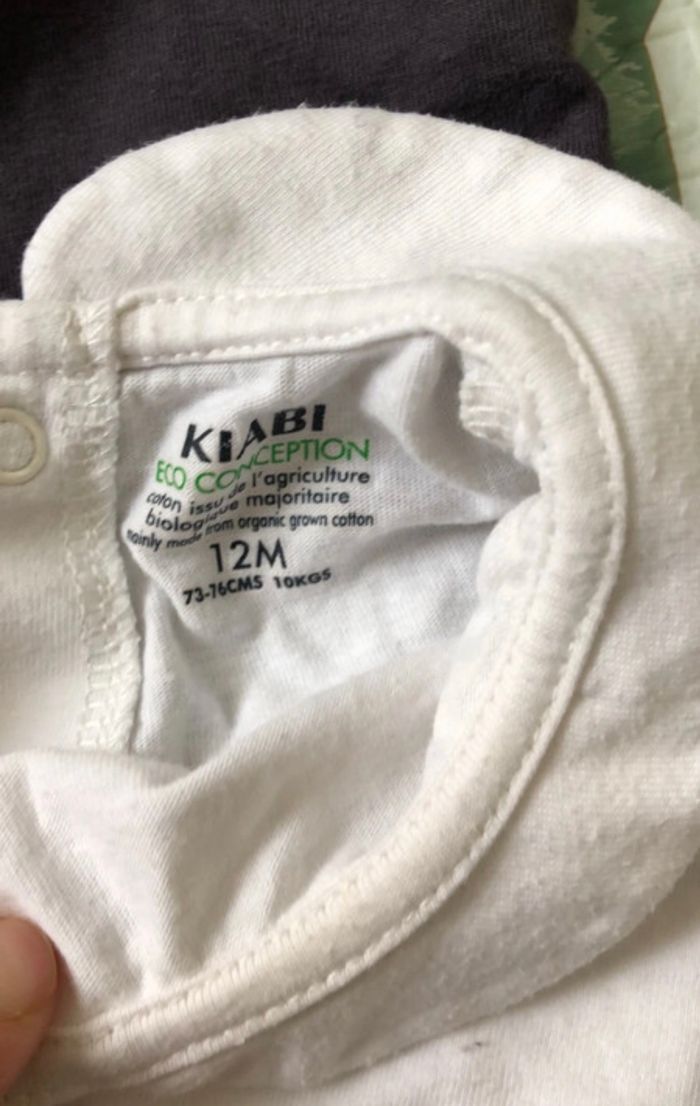 KIABI
ECO CONCEPTION
coton issu de l'agriculture
biologique majoritaire
mainly made from organic grown cotton
12M
73-76CMS 10KGS